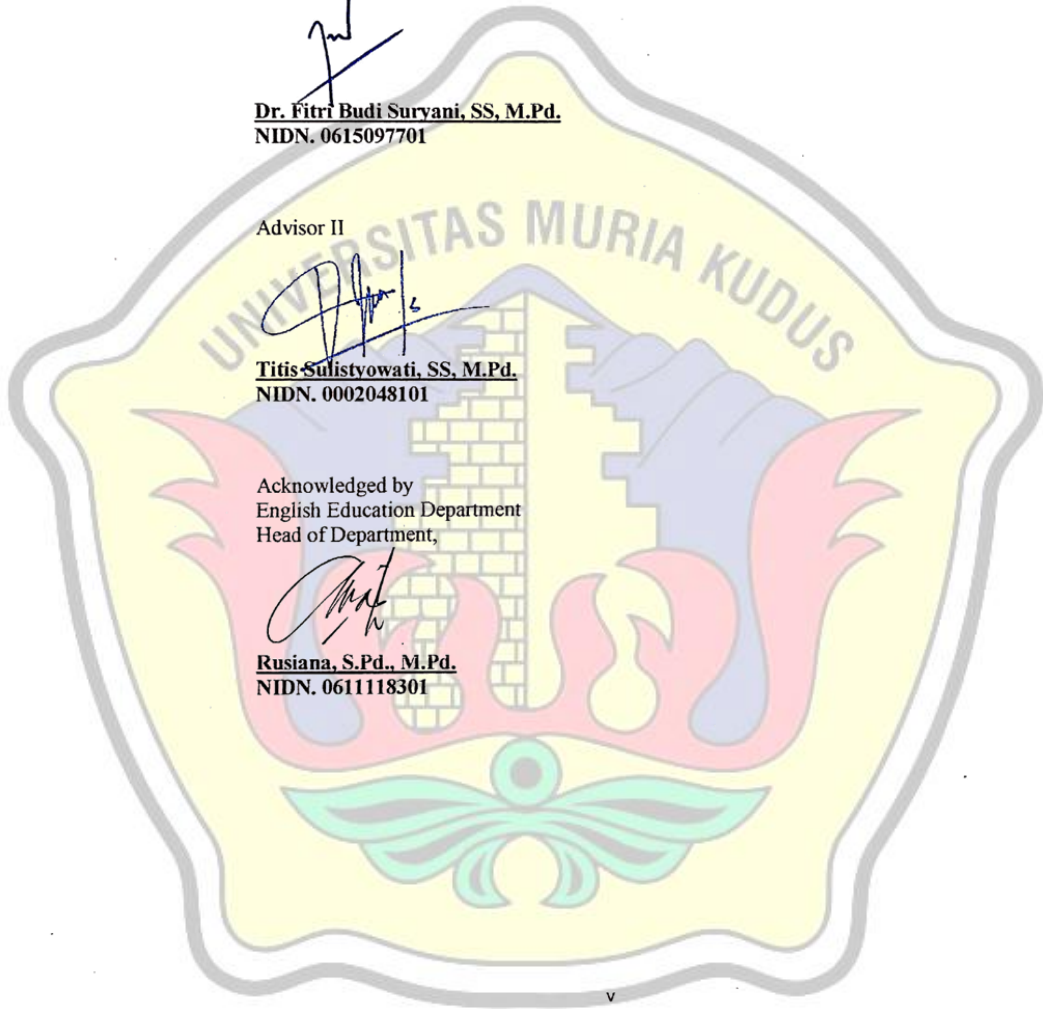 Dr. Fitri Budi Suryani, SS, M.Pd.
NIDN. 0615097701
Advisor II
UNIVERSITAS MURIA KUDUS
Titis Sulistyowati, SS, M.Pd.
NIDN. 0002048101
Acknowledged by
English Education Department
Head of Department,
Rusiana, S.Pd., M.Pd.
NIDN. 0611118301
v